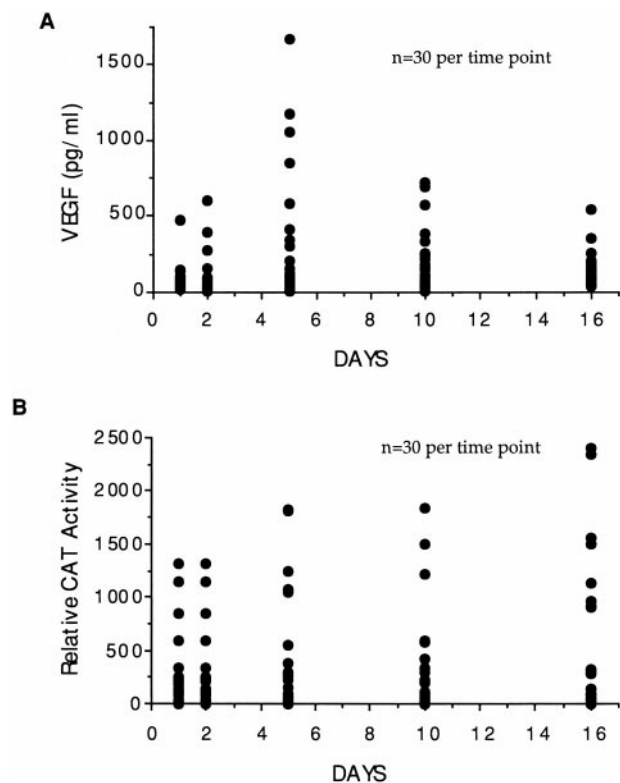 A
n=30 per time point
VEGF (pg/ml)
1500
1000
500
0
0 2 4 6 8 10 12 14 16
DAYS
B
n=30 per time point
Relative CAT Activity
2500
2000
1500
1000
500
0
0 2 4 6 8 10 12 14 16
DAYS